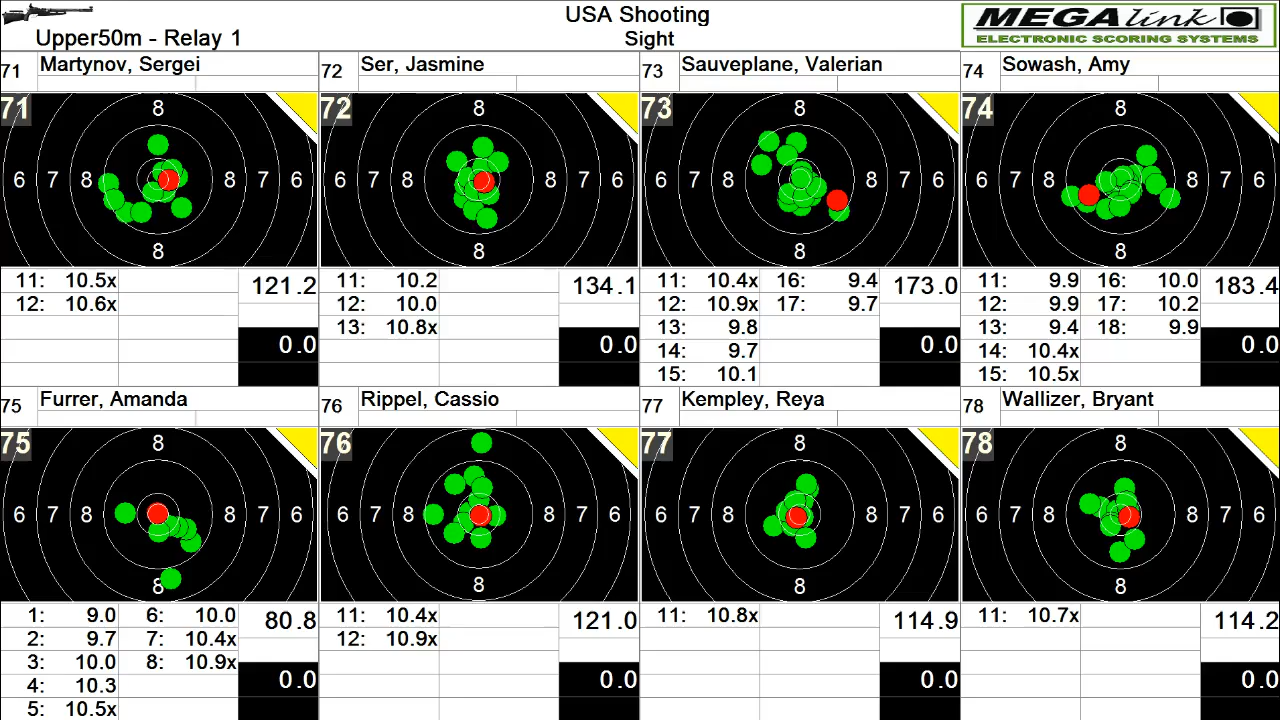 USA Shooting
Upper50m - Relay 1
Sight
MEGAlink
ELECTRONIC SCORING SYSTEMS
71 Martynov, Sergei
72 Ser, Jasmine
73 Sauveplane, Valerian
74 Sowash, Amy
71 72 73 74
8 8 8 8
6 7 8 8 7 6 7 8 8 7 6 6 7 8 8 7 6 6 7 8 8 7 6
8 8 8 8
11: 10.5x 121.2 11: 10.2 134.1 11: 10.4x 16: 9.4 173.0 11: 9.9 16: 10.0 183.4
12: 10.6x 12: 10.0 12: 10.9x 17: 9.7 12: 9.9 17: 10.2
13: 10.8x 13: 9.8 13: 9.4 18: 9.9
0.0 0.0 14: 9.7 0.0 14: 10.4x 0.0
15: 10.1 15: 10.5x
75 Furrer, Amanda
76 Rippel, Cassio
77 Kempley, Reya
78 Wallizer, Bryant
75 76 77 78
8 8 8
6 7 8 8 7 6 6 7 8 8 7 6 6 7 8 8 7 6 6 7 8 8 7 6
8 8 8 8
1: 9.0 6: 10.0 80.8 11: 10.4x 121.0 11: 10.8x 114.9 11: 10.7x 114.2
2: 9.7 7: 10.4x 12: 10.9x
3: 10.0 8: 10.9x
4: 10.3 0.0 0.0 0.0 0.0
5: 10.5x